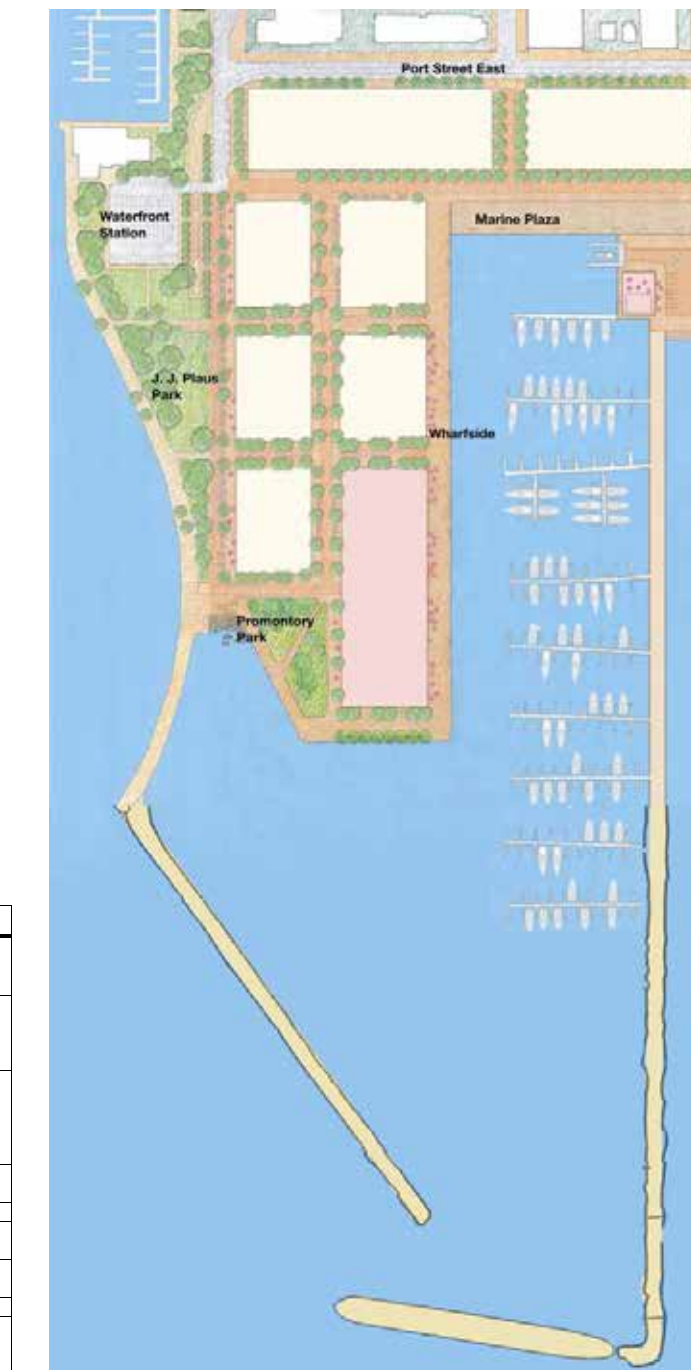 Port Street East
Waterfront
Station
Marine Plaza
J. J. Plaus
Park
Wharfside
Promontory
Park